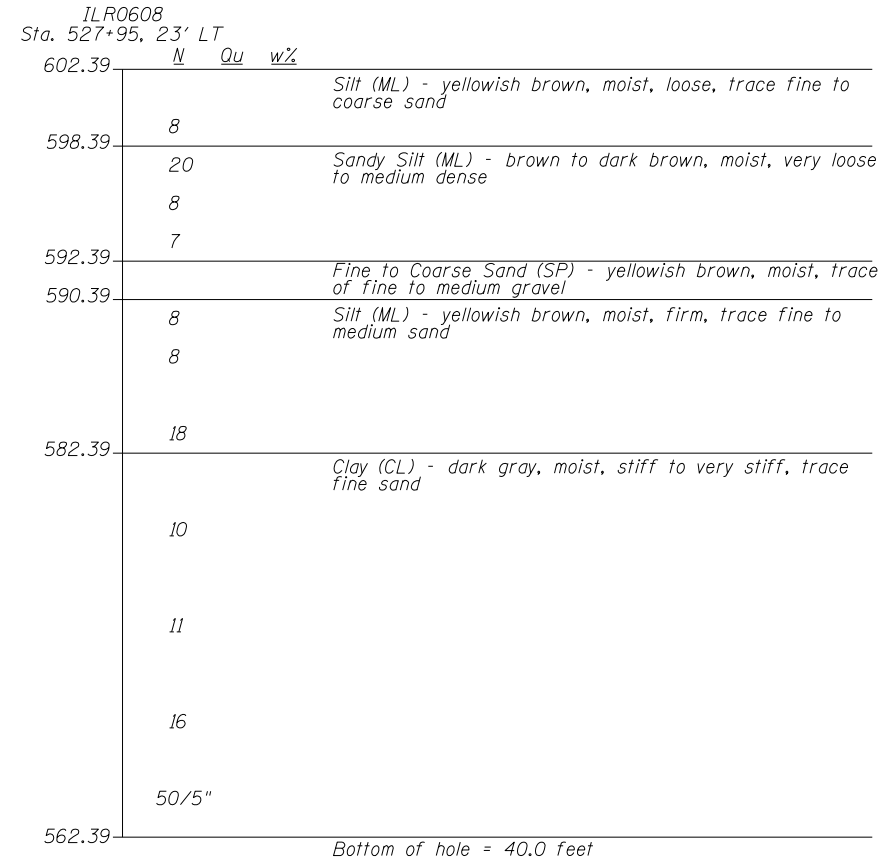 ILR0608
Sta. 527+95, 23' LT
N Qu w%
602.39
Silt (ML) - yellowish brown, moist, loose, trace fine to
coarse sand
8
598.39
20
Sandy Silt (ML) - brown to dark brown, moist, very loose
to medium dense
8
7
592.39
Fine to Coarse Sand (SP) - yellowish brown, moist, trace
of fine to medium gravel
590.39
8
Silt (ML) - yellowish brown, moist, firm, trace fine to
medium sand
8
18
582.39
Clay (CL) - dark gray, moist, stiff to very stiff, trace
fine sand
10
11
16
50/5"
562.39
Bottom of hole = 40.0 feet